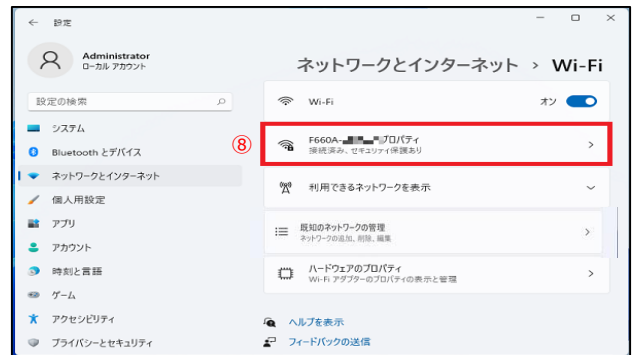 ← 設定
Administrator
ローカル アカウント
設定の検索
システム
Bluetooth とデバイス
ネットワークとインターネット
個人用設定
アプリ
アカウント
時刻と言語
ゲーム
アクセシビリティ
プライバシーとセキュリティ
ネットワークとインターネット › Wi-Fi
Wi-Fi オン
⑧
F660A- プロパティ
接続済み、セキュリティ保護あり
利用できるネットワークを表示
既知のネットワークの管理
ネットワークの追加、削除、編集
ハードウェアのプロパティ
Wi-Fi アダプターのプロパティの表示と管理
ヘルプを表示
フィードバックの送信